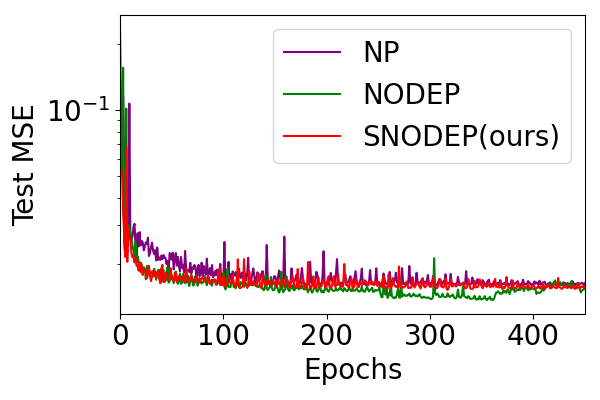 NP
NODEP
SNODEP(ours)
Test MSE
10⁻¹
0 100 200 300 400
Epochs